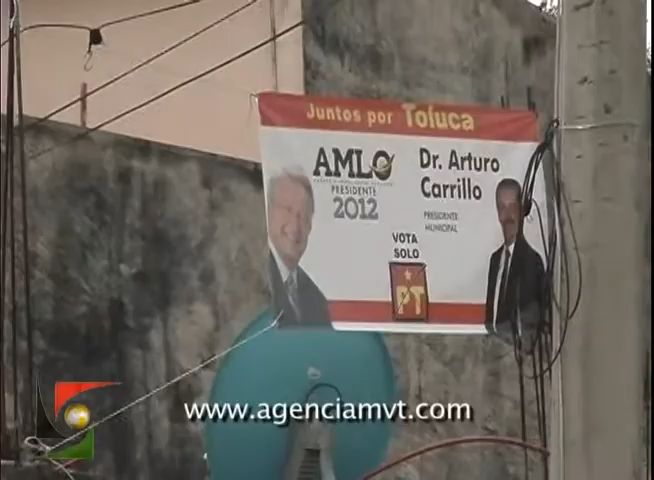 Juntos por Toluca
AMLO
PRESIDENTE
2012
Dr. Arturo
Carrillo
PRESIDENTE
MUNICIPAL
VOTA
SOLO
PT
www.agenciamvt.com